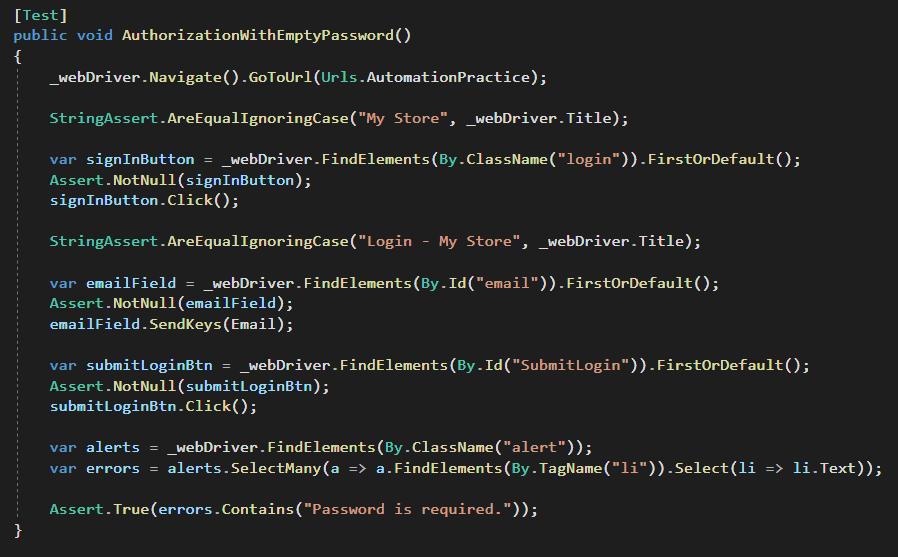 [Test]
public void AuthorizationWithEmptyPassword()
{
_webDriver.Navigate().GoToUrl(Urls.AutomationPractice);
StringAssert.AreEqualIgnoringCase("My Store", _webDriver.Title);
var signInButton = _webDriver.FindElements(By.ClassName("login")).FirstOrDefault();
Assert.NotNull(signInButton);
signInButton.Click();
StringAssert.AreEqualIgnoringCase("Login - My Store", _webDriver.Title);
var emailField = _webDriver.FindElements(By.Id("email")).FirstOrDefault();
Assert.NotNull(emailField);
emailField.SendKeys(Email);
var submitLoginBtn = _webDriver.FindElements(By.Id("SubmitLogin")).FirstOrDefault();
Assert.NotNull(submitLoginBtn);
submitLoginBtn.Click();
var alerts = _webDriver.FindElements(By.ClassName("alert"));
var errors = alerts.SelectMany(a => a.FindElements(By.TagName("li")).Select(li => li.Text));
Assert.True(errors.Contains("Password is required."));
}